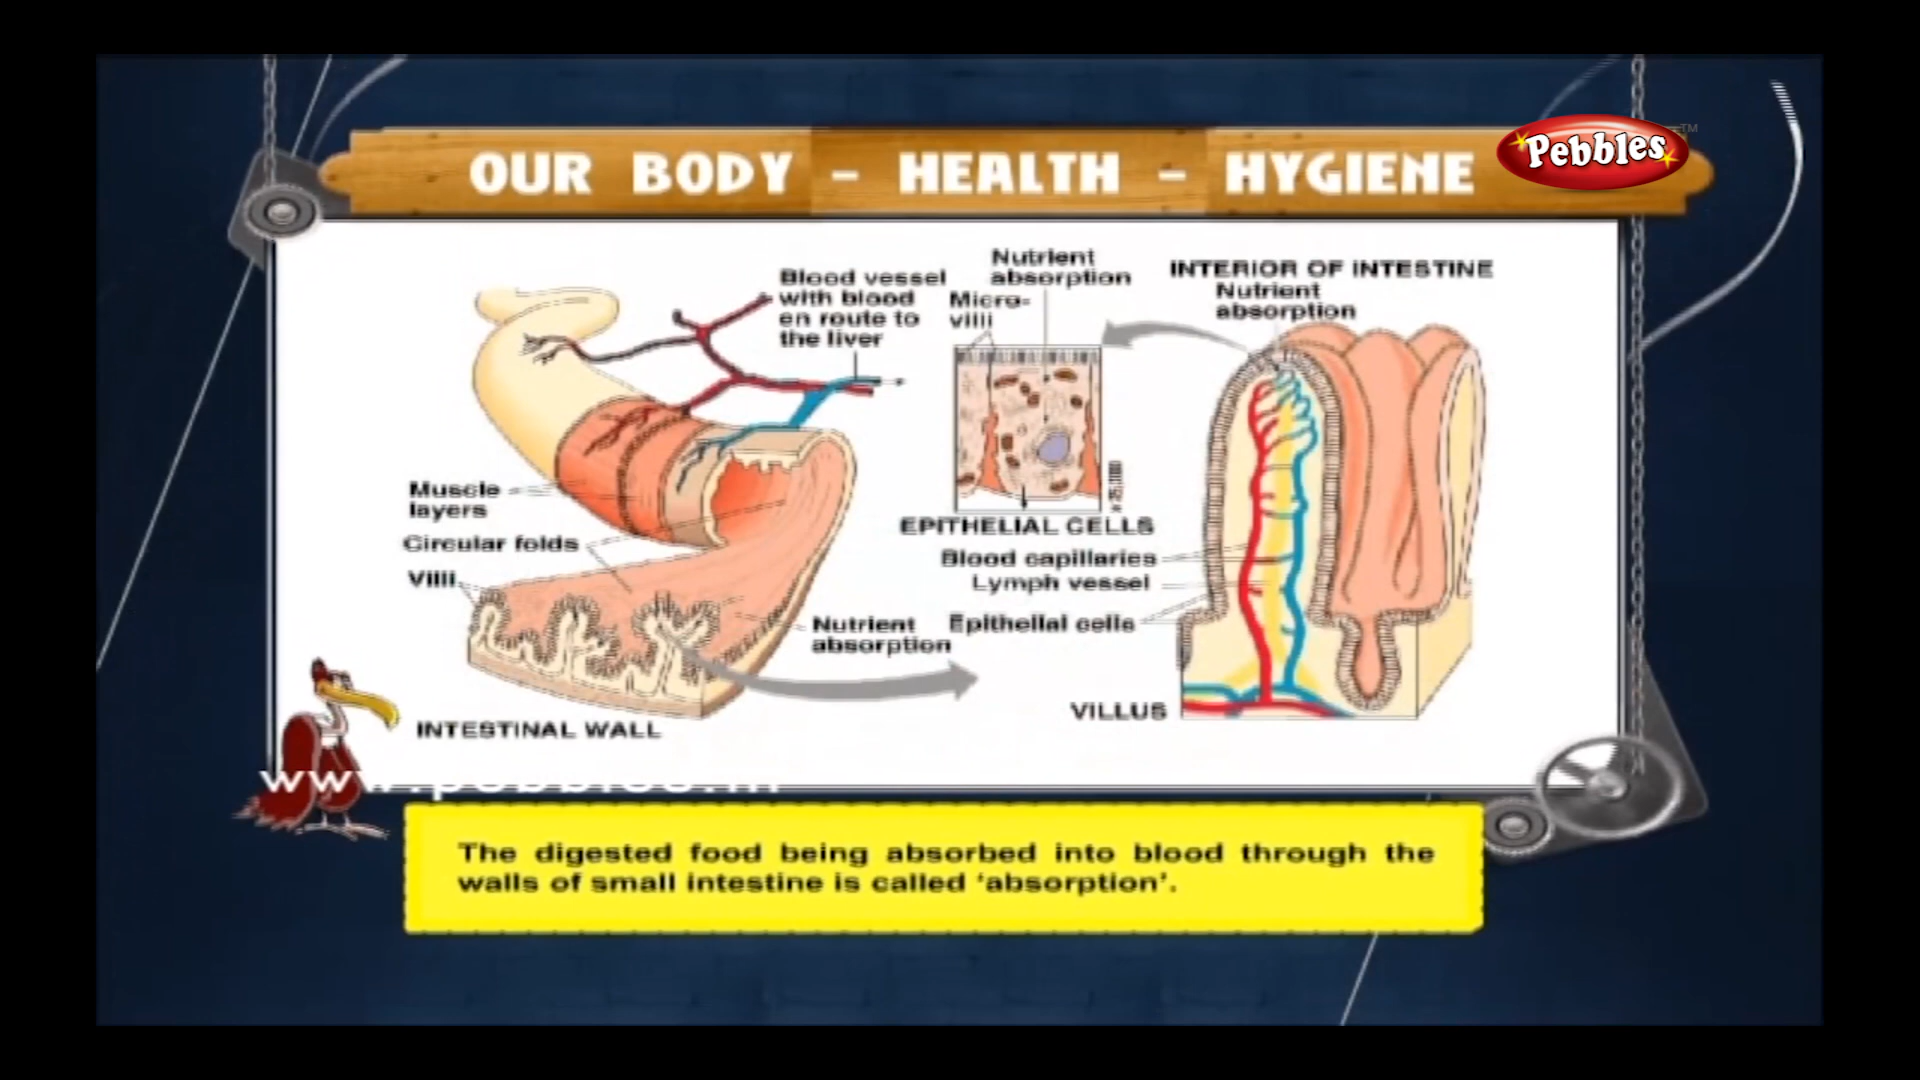 OUR BODY - HEALTH - HYGIENE
Pebbles™
Blood vessel
with blood
en route to
the liver
Nutrient
absorption
Micro-
villi
INTERIOR OF INTESTINE
Nutrient
absorption
Muscle
layers
Circular folds
Villi
EPITHELIAL CELLS
Blood capillaries
Lymph vessel
Epithelial cells
Nutrient
absorption
VILLUS
INTESTINAL WALL
The digested food being absorbed into blood through the
walls of small intestine is called ‘absorption’.